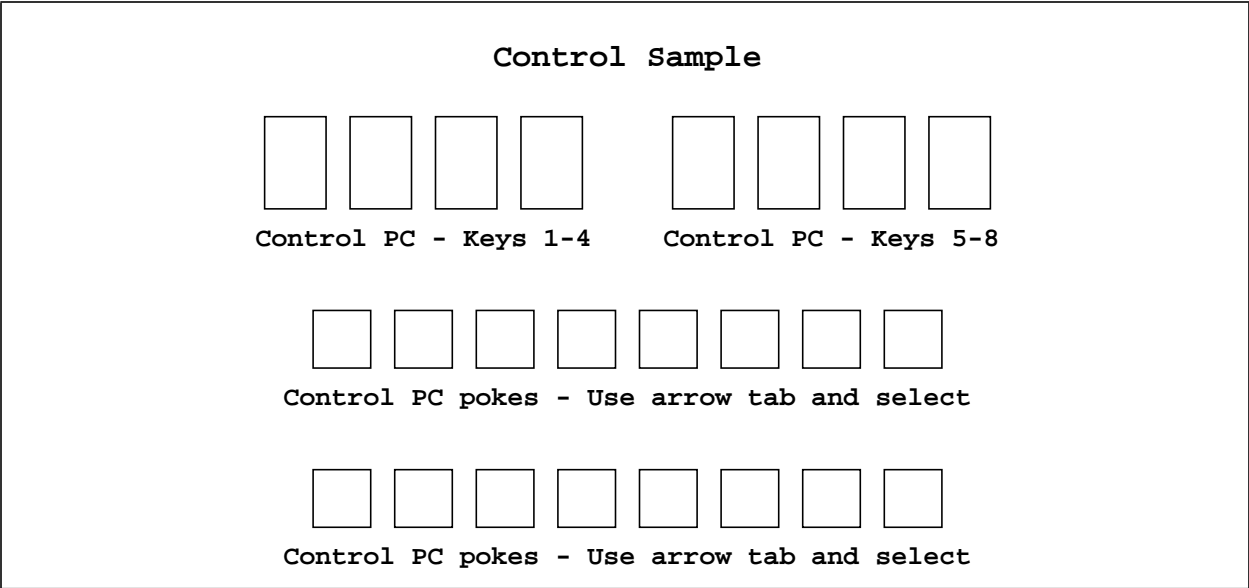 Control Sample
Control PC - Keys 1-4
Control PC - Keys 5-8
Control PC pokes - Use arrow tab and select
Control PC pokes - Use arrow tab and select